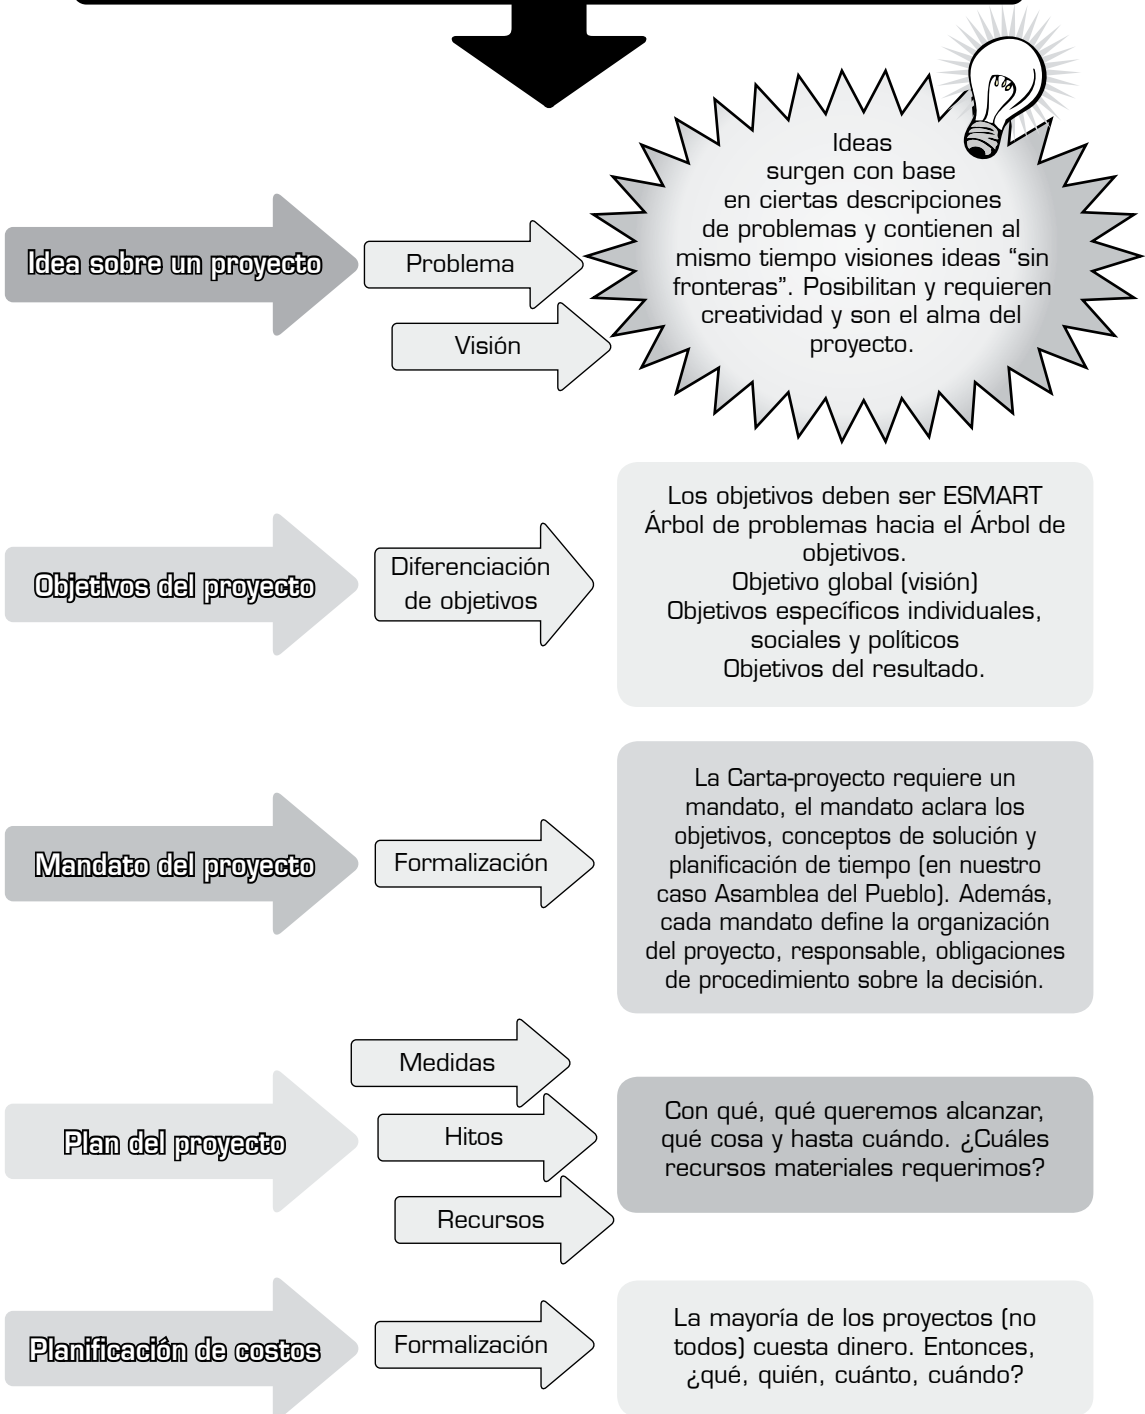 Idea sobre un proyecto
Problema
Visión
Ideas
surgen con base
en ciertas descripciones
de problemas y contienen al
mismo tiempo visiones ideas “sin
fronteras”. Posibilitan y requieren
creatividad y son el alma del
proyecto.
Objetivos del proyecto
Diferenciación
de objetivos
Los objetivos deben ser ESMART
Árbol de problemas hacia el Árbol de
objetivos.
Objetivo global (visión)
Objetivos específicos individuales,
sociales y políticos
Objetivos del resultado.
Mandato del proyecto
Formalización
La Carta-proyecto requiere un
mandato, el mandato aclara los
objetivos, conceptos de solución y
planificación de tiempo (en nuestro
caso Asamblea del Pueblo). Además,
cada mandato define la organización
del proyecto, responsable, obligaciones
de procedimiento sobre la decisión.
Plan del proyecto
Medidas
Hitos
Recursos
Con qué, qué queremos alcanzar,
qué cosa y hasta cuándo. ¿Cuáles
recursos materiales requerimos?
Planificación de costos
Formalización
La mayoría de los proyectos (no
todos) cuesta dinero. Entonces,
¿qué, quién, cuánto, cuándo?